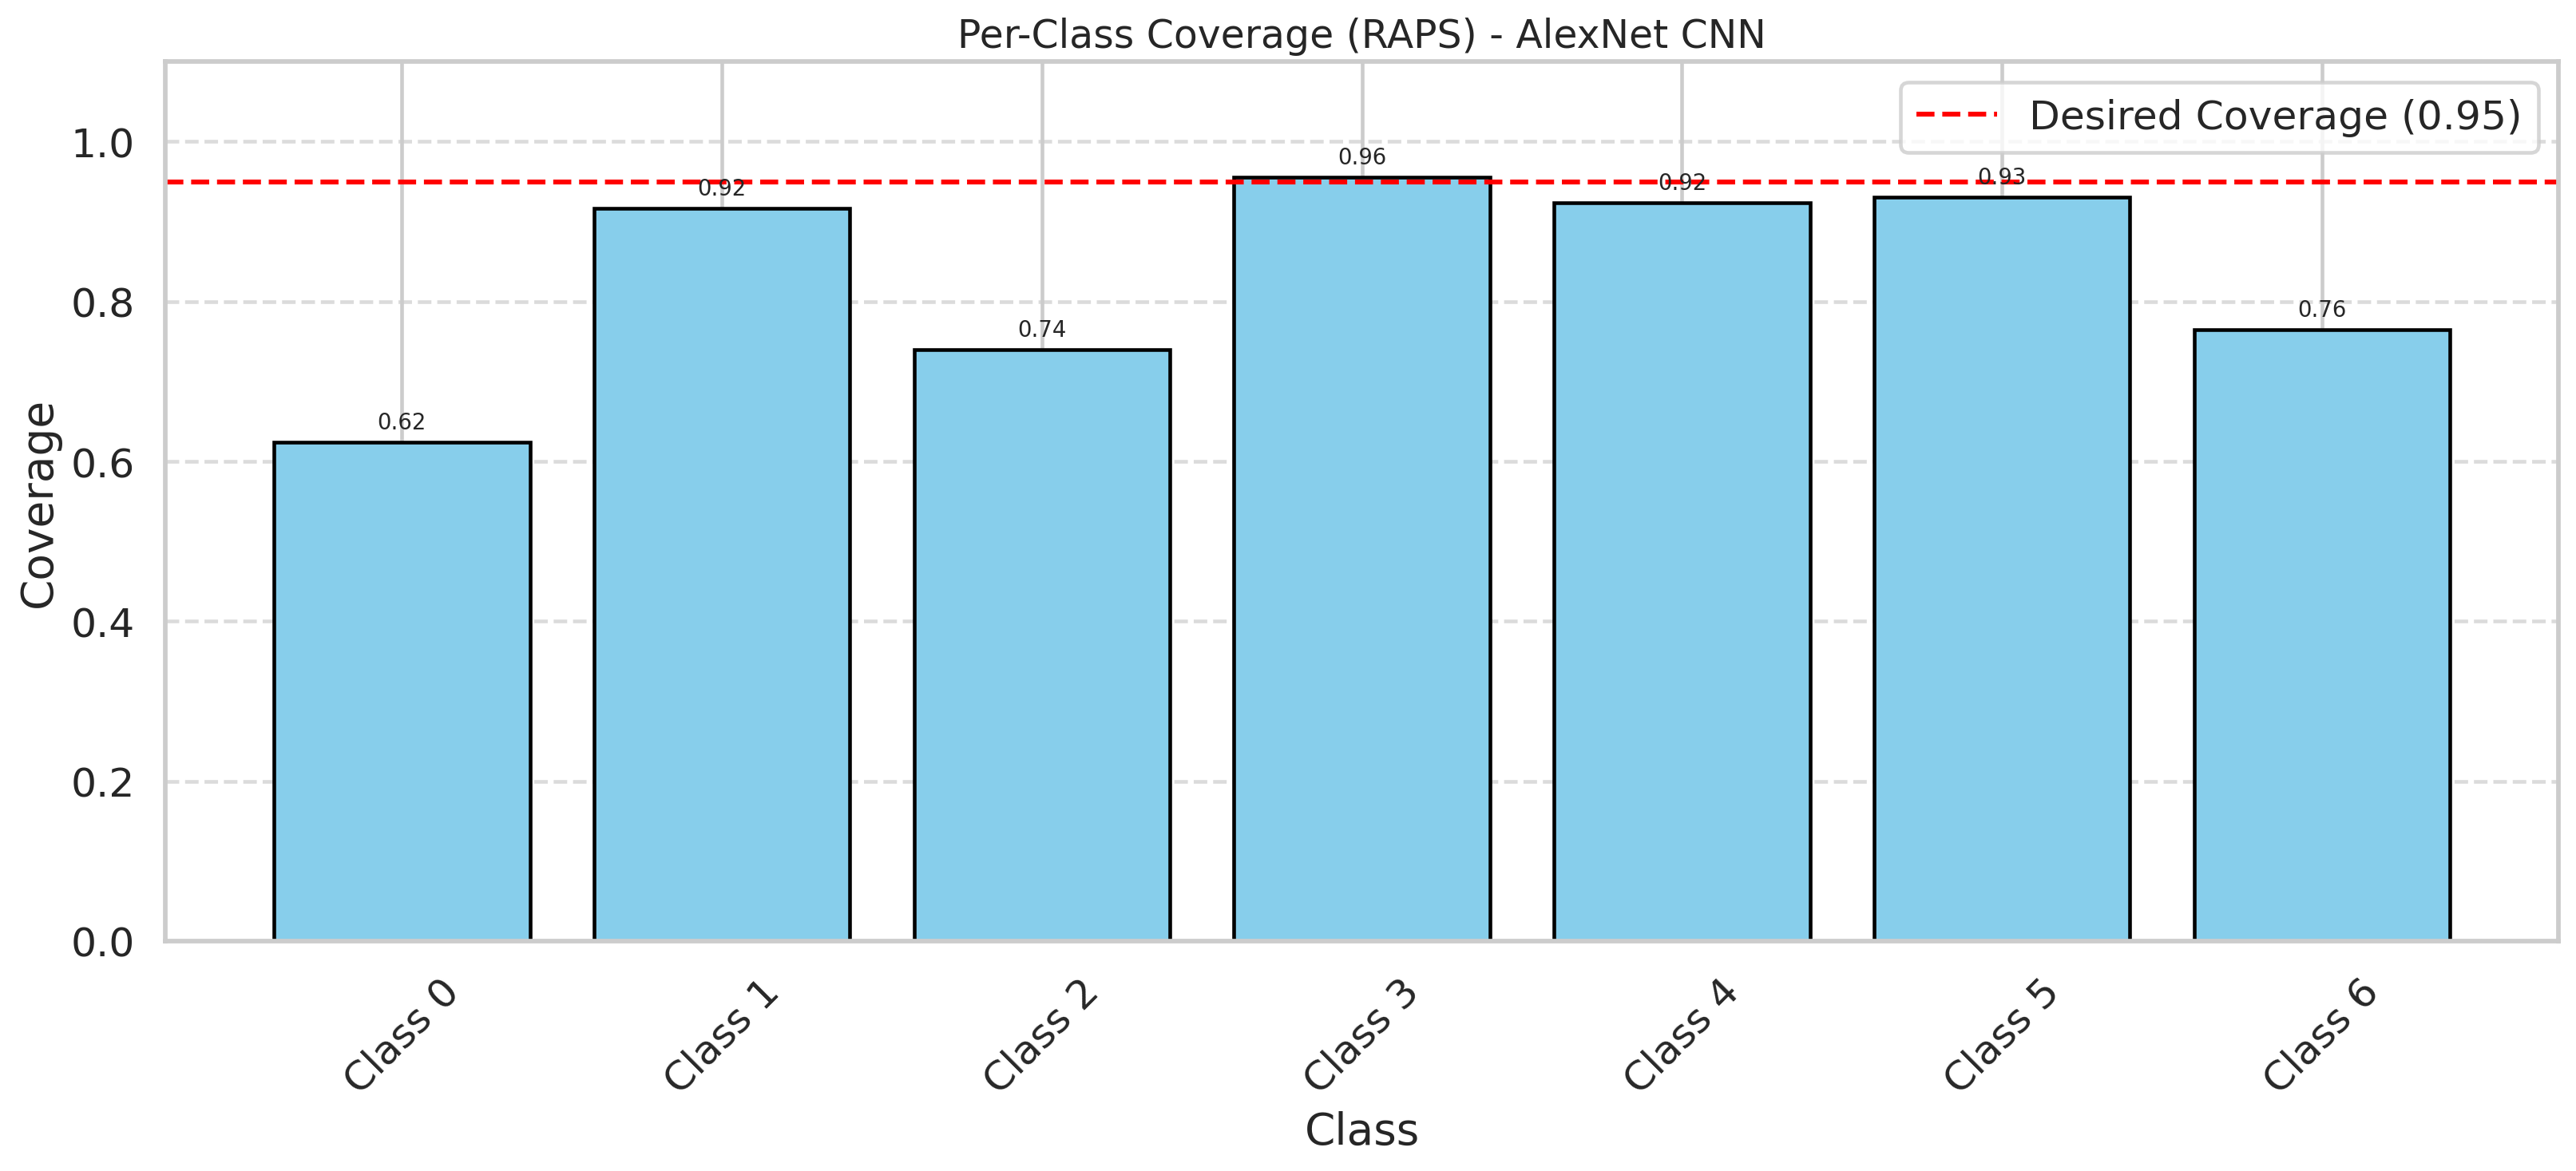 Per-Class Coverage (RAPS) - AlexNet CNN
Desired Coverage (0.95)
Coverage
1.0
0.8
0.6
0.4
0.2
0.0
0.62
0.92
0.74
0.96
0.92
0.93
0.76
Class 0
Class 1
Class 2
Class 3
Class 4
Class 5
Class 6
Class